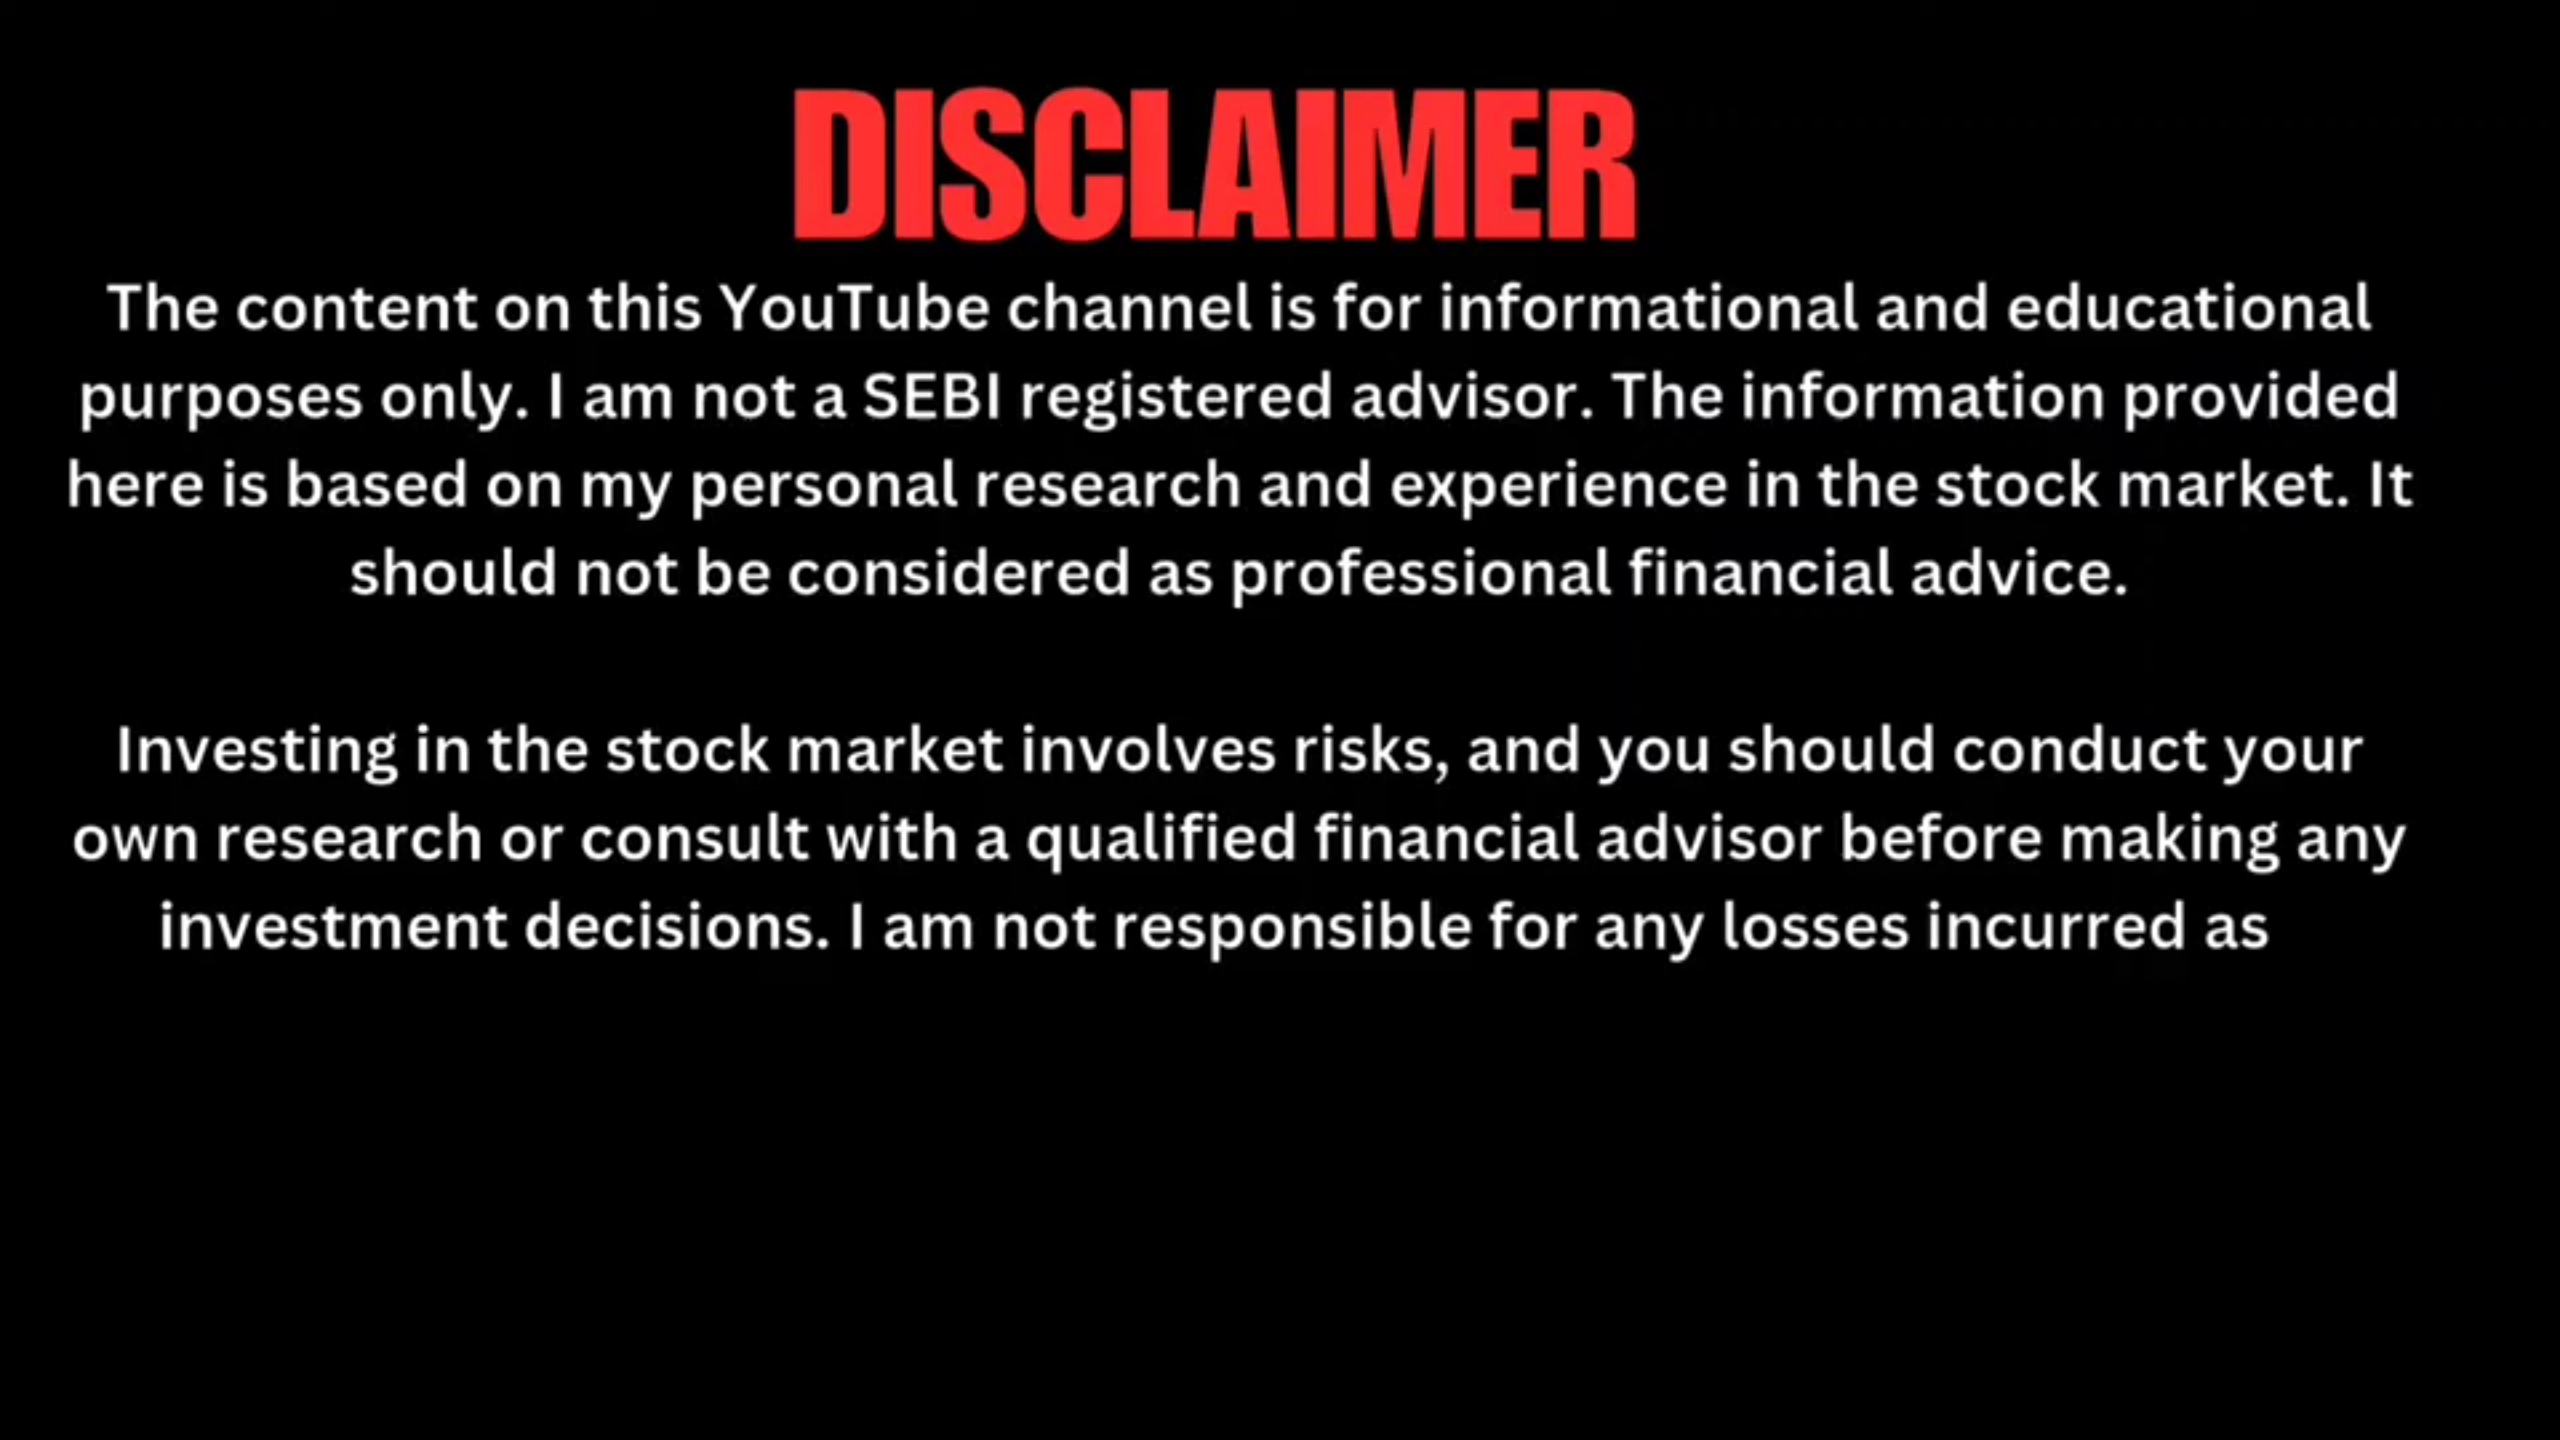 DISCLAIMER
The content on this YouTube channel is for informational and educational
purposes only. I am not a SEBI registered advisor. The information provided
here is based on my personal research and experience in the stock market. It
should not be considered as professional financial advice.
Investing in the stock market involves risks, and you should conduct your
own research or consult with a qualified financial advisor before making any
investment decisions. I am not responsible for any losses incurred as